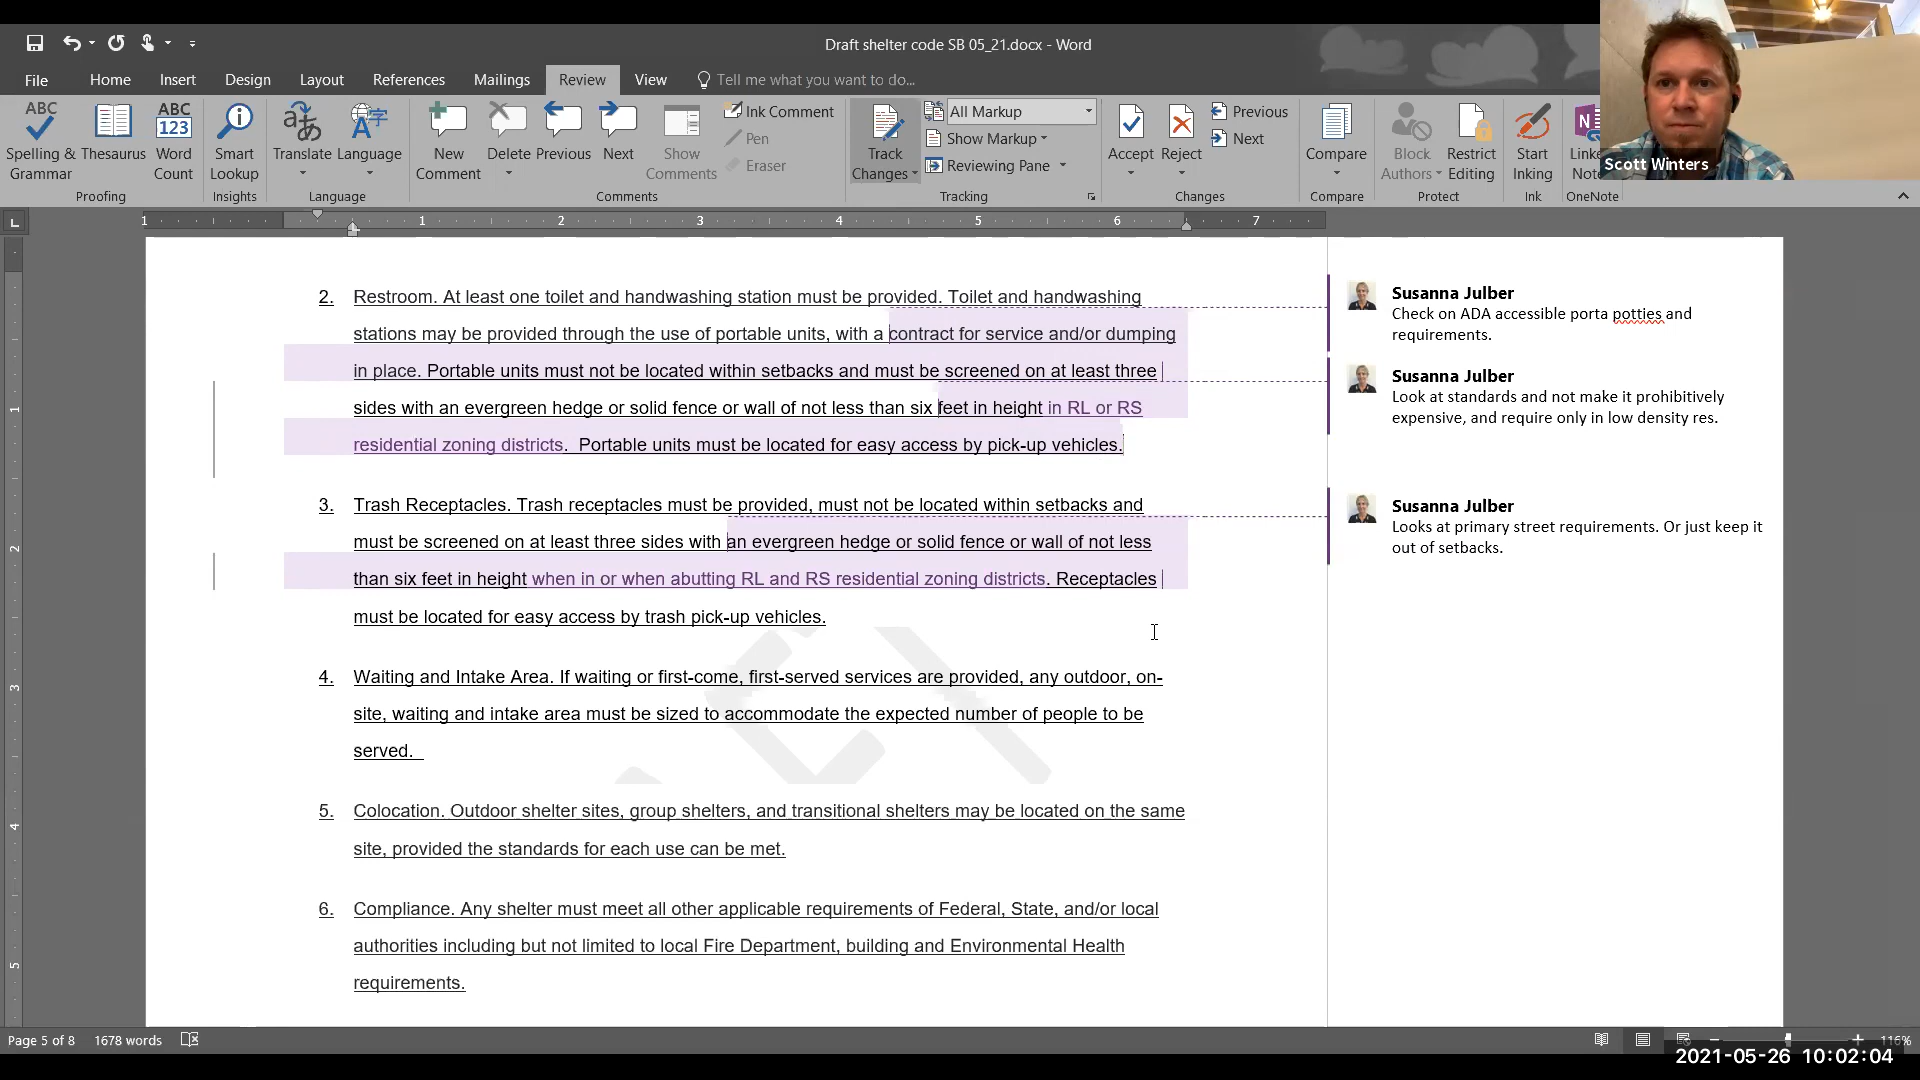 Draft shelter code SB 05_21.docx - Word
File Home Insert Design Layout References Mailings Review View Tell me what you want to do...
ABC
Spelling & Grammar
Thesaurus
ABC 123
Word Count
Proofing
Smart Lookup
Insights
Translate
Language
Language
New Comment
Delete
Previous
Next
Show Comments
Ink Comment
Pen
Eraser
Comments
Track Changes
All Markup
Show Markup
Reviewing Pane
Tracking
Accept
Reject
Previous
Next
Changes
Compare
Compare
Block Authors
Restrict Editing
Protect
Start Inking
Ink
OneNote
Scott Winters
1 1 2 3 4 5 6 7
2. Restroom. At least one toilet and handwashing station must be provided. Toilet and handwashing
stations may be provided through the use of portable units, with a contract for service and/or dumping
in place. Portable units must not be located within setbacks and must be screened on at least three
sides with an evergreen hedge or solid fence or wall of not less than six feet in height in RL or RS
residential zoning districts. Portable units must be located for easy access by pick-up vehicles.
3. Trash Receptacles. Trash receptacles must be provided, must not be located within setbacks and
must be screened on at least three sides with an evergreen hedge or solid fence or wall of not less
than six feet in height when in or when abutting RL and RS residential zoning districts. Receptacles
must be located for easy access by trash pick-up vehicles.
4. Waiting and Intake Area. If waiting or first-come, first-served services are provided, any outdoor, on-
site, waiting and intake area must be sized to accommodate the expected number of people to be
served.
5. Colocation. Outdoor shelter sites, group shelters, and transitional shelters may be located on the same
site, provided the standards for each use can be met.
6. Compliance. Any shelter must meet all other applicable requirements of Federal, State, and/or local
authorities including but not limited to local Fire Department, building and Environmental Health
requirements.
Susanna Julber
Check on ADA accessible porta potties and
requirements.
Susanna Julber
Look at standards and not make it prohibitively
expensive, and require only in low density res.
Susanna Julber
Looks at primary street requirements. Or just keep it
out of setbacks.
1
2
3
4
5
Page 5 of 8 1678 words
116%
2021-05-26 10:02:04